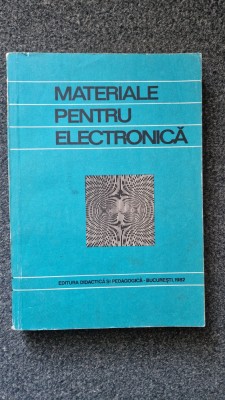 MATERIALE
PENTRU
ELECTRONICĂ
EDITURA DIDACTICĂ ȘI PEDAGOGICĂ - BUCUREȘTI, 1982